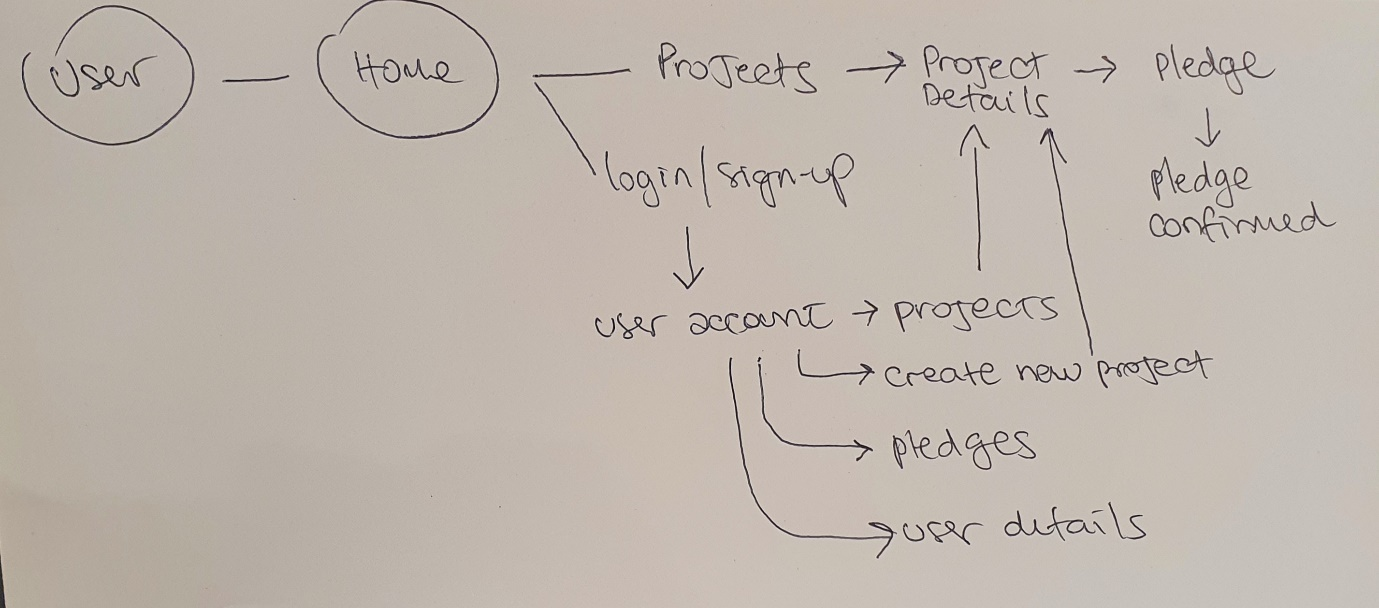 User
Home
Projects
Project
Details
pledge
pledge
confirmed
login/sign-up
user account
projects
create new project
pledges
user details